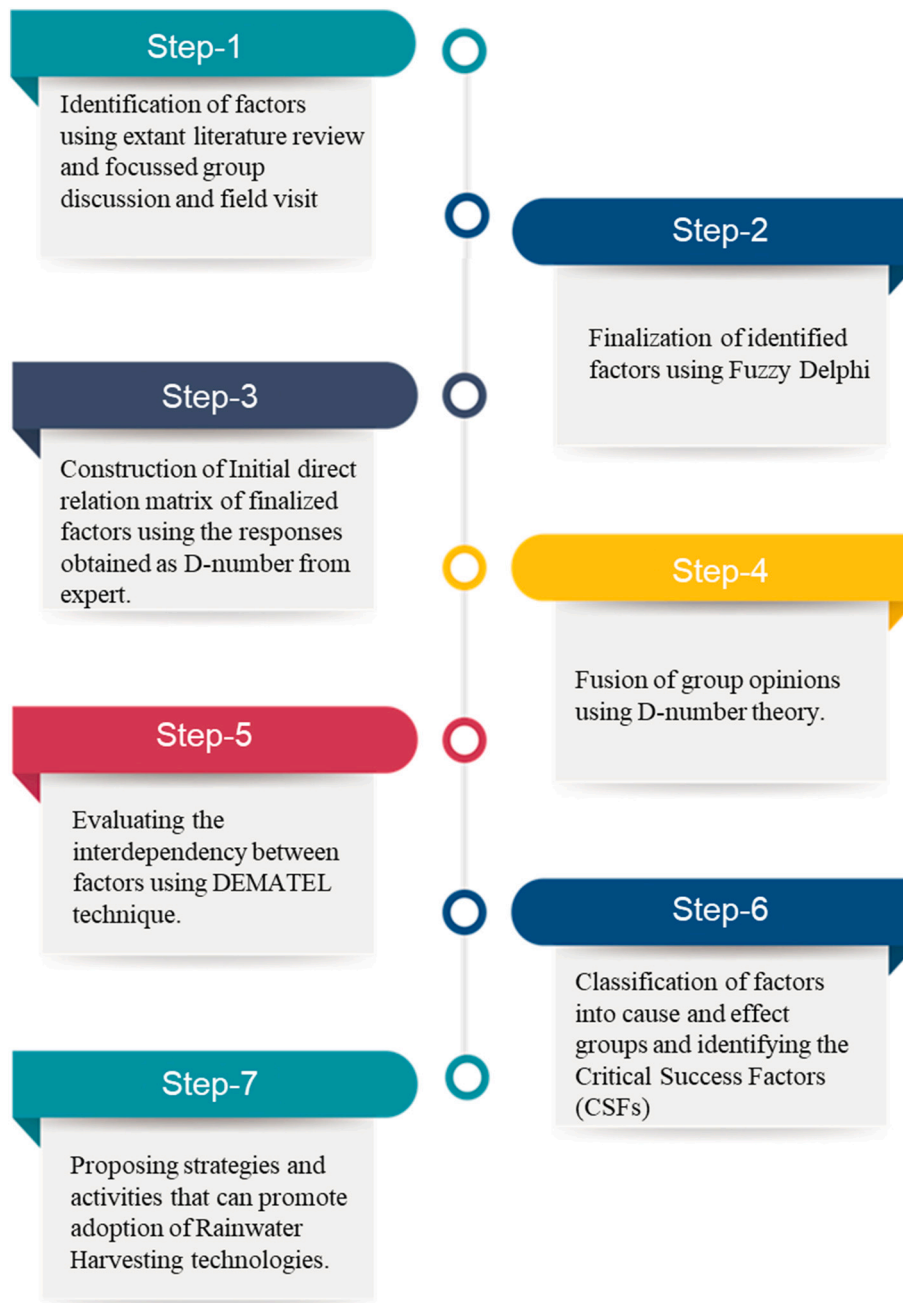 Step-1
Identification of factors
using extant literature review
and focussed group
discussion and field visit
Step-2
Finalization of identified
factors using Fuzzy Delphi
Step-3
Construction of Initial direct
relation matrix of finalized
factors using the responses
obtained as D-number from
expert.
Step-4
Fusion of group opinions
using D-number theory.
Step-5
Evaluating the
interdependency between
factors using DEMATEL
technique.
Step-6
Classification of factors
into cause and effect
groups and identifying the
Critical Success Factors
(CSFs)
Step-7
Proposing strategies and
activities that can promote
adoption of Rainwater
Harvesting technologies.